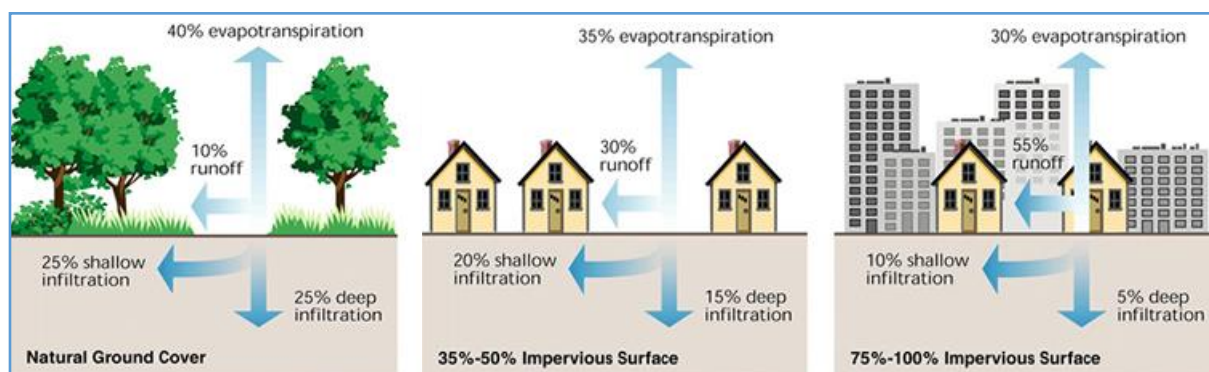 40% evapotranspiration
10%
runoff
25% shallow
infiltration
25% deep
infiltration
Natural Ground Cover
35% evapotranspiration
30%
runoff
20% shallow
infiltration
15% deep
infiltration
35%-50% Impervious Surface
30% evapotranspiration
55%
runoff
10% shallow
infiltration
5% deep
infiltration
75%-100% Impervious Surface